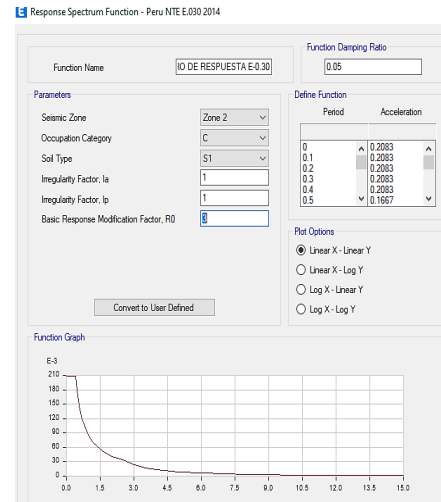 E Response Spectrum Function - Peru NTE E.030 2014
Function Damping Ratio
Function Name
IO DE RESPUESTA E-0.30
0.05
Parameters
Define Function
Seismic Zone
Zone 2
Period
Acceleration
Occupation Category
C
Soil Type
S1
0 0.2083
0.1 0.2083
0.2 0.2083
0.3 0.2083
0.4 0.2083
0.5 0.1667
Irregularity Factor, Ia
1
Irregularity Factor, Ip
1
Basic Response Modification Factor, R0
3
Plot Options
Linear X - Linear Y
Linear X - Log Y
Log X - Linear Y
Log X - Log Y
Convert to User Defined
Function Graph
E-3
210
180
150
120
90
60
30
0
0.0 1.5 3.0 4.5 6.0 7.5 9.0 10.5 12.0 13.5 15.0